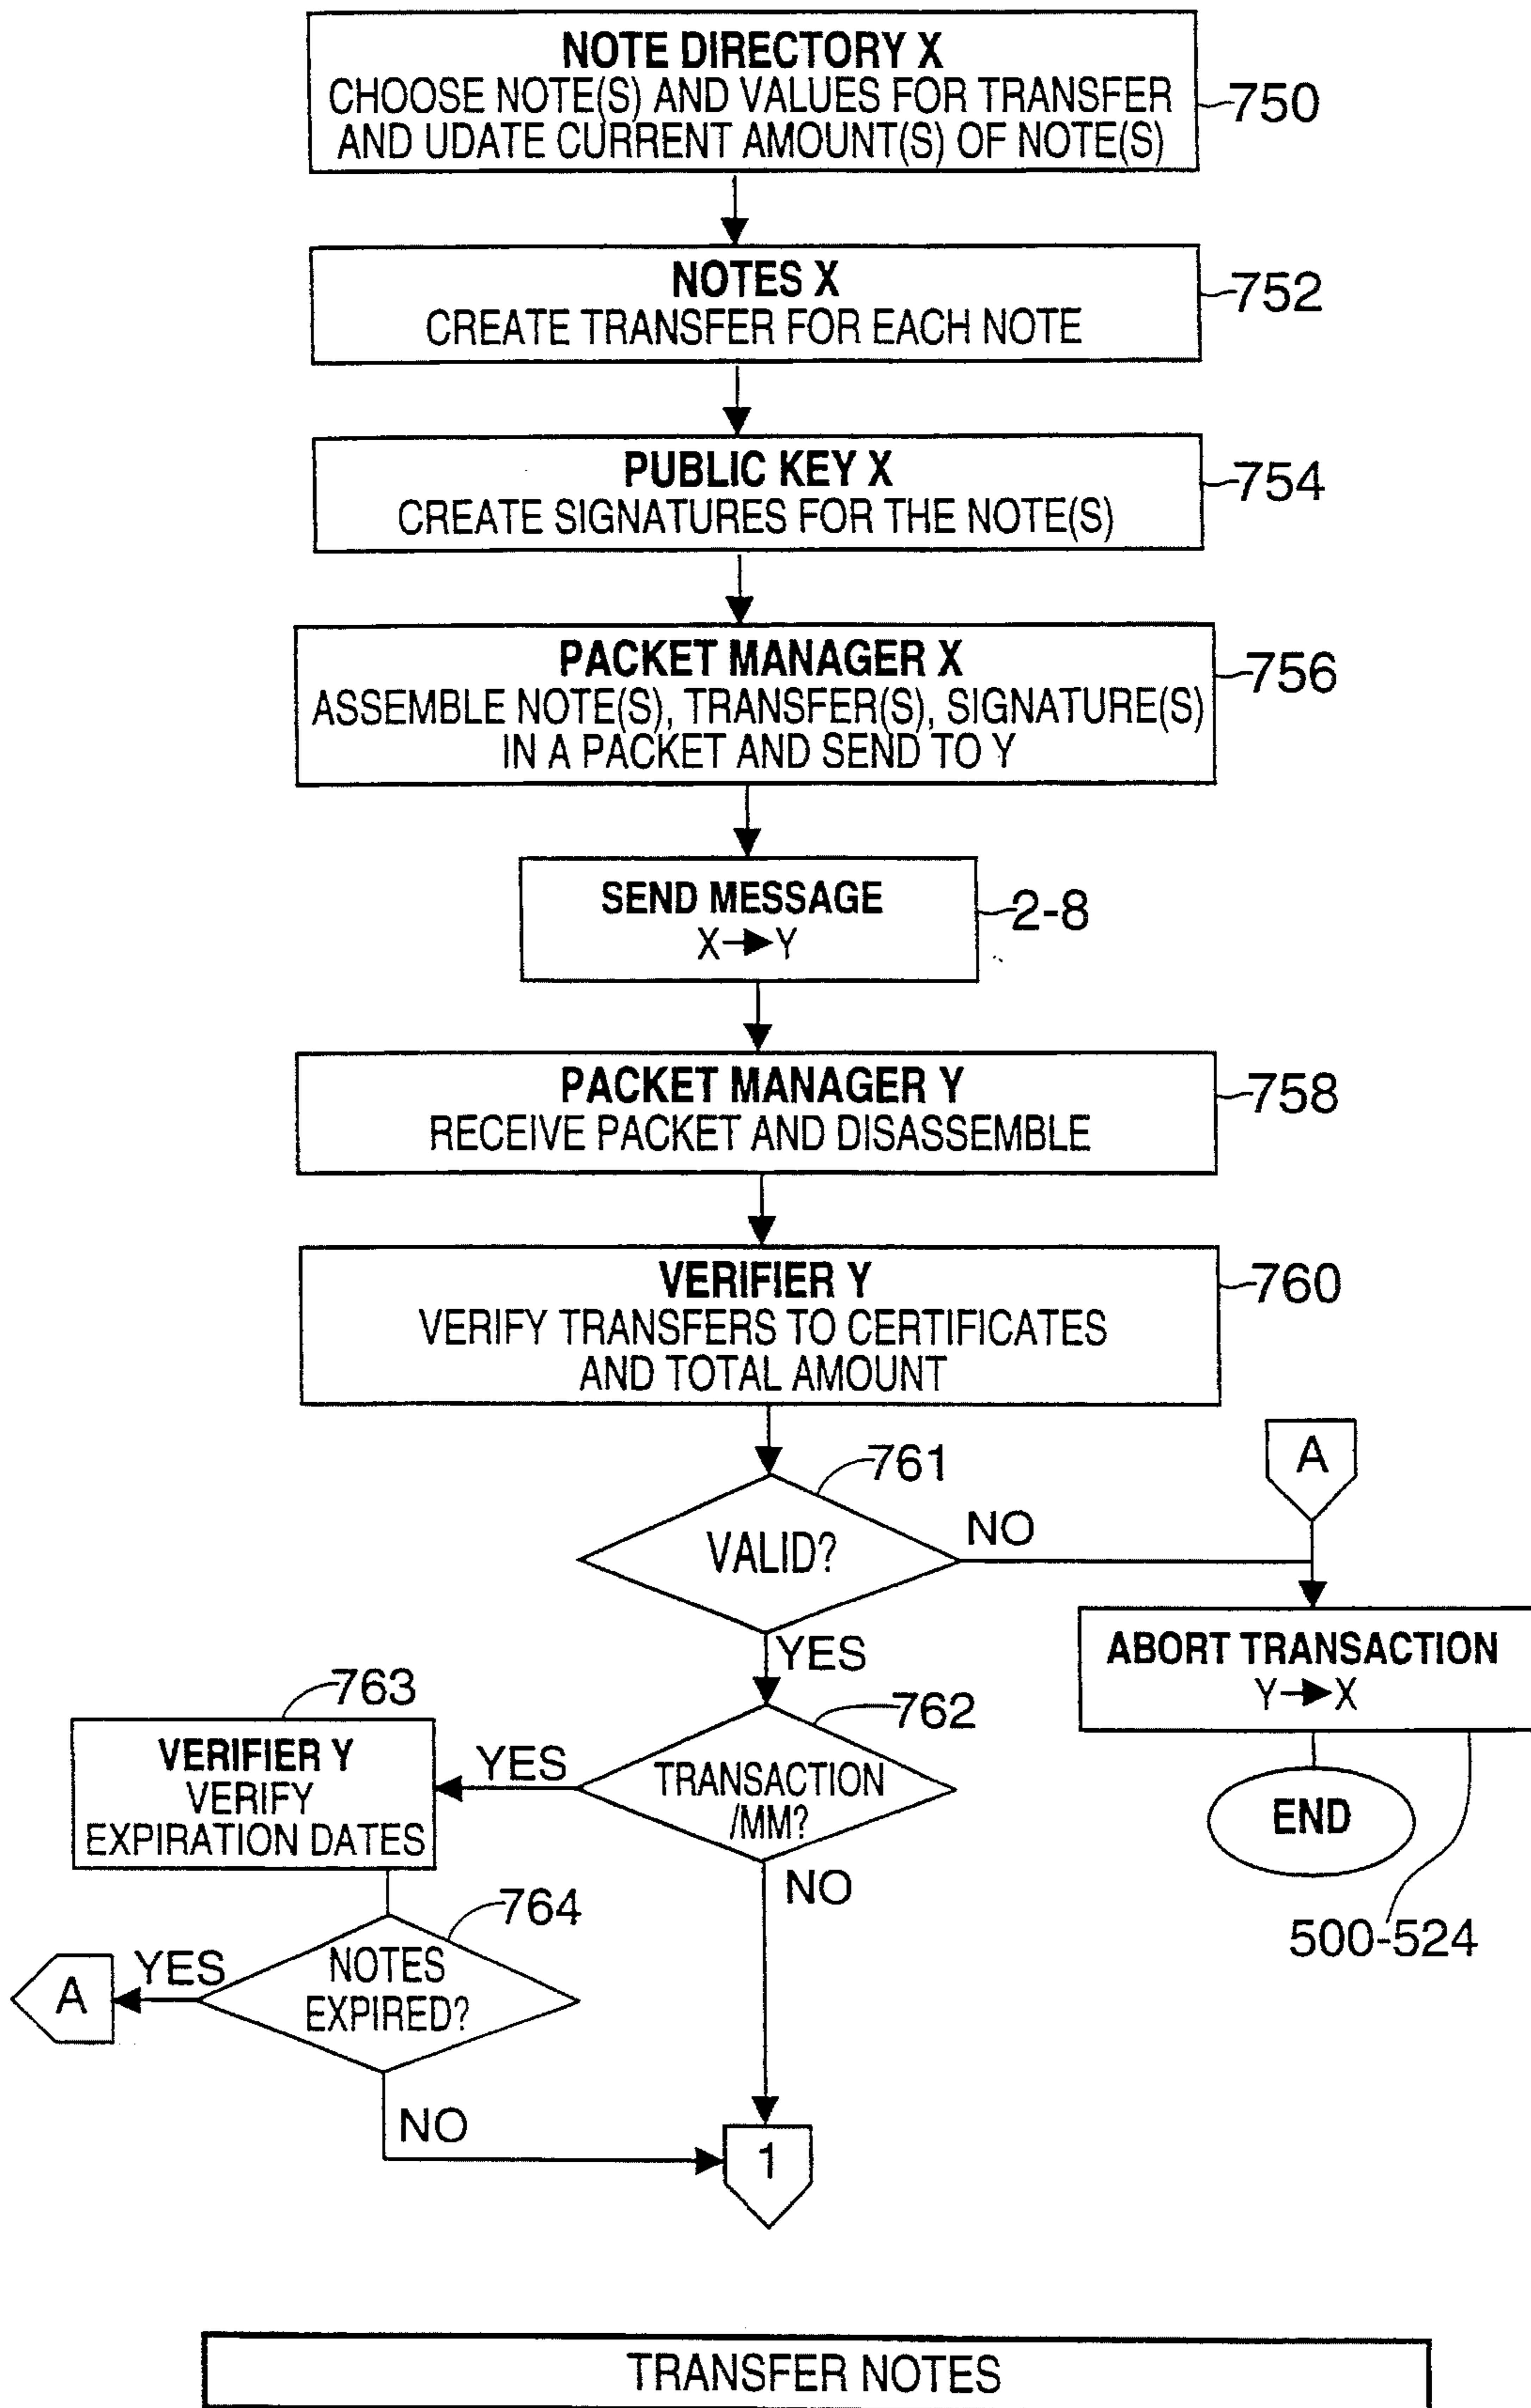 NOTE DIRECTORY X
CHOOSE NOTE(S) AND VALUES FOR TRANSFER
AND UDATE CURRENT AMOUNT(S) OF NOTE(S)
750
NOTES X
CREATE TRANSFER FOR EACH NOTE
752
PUBLIC KEY X
CREATE SIGNATURES FOR THE NOTE(S)
754
PACKET MANAGER X
ASSEMBLE NOTE(S), TRANSFER(S), SIGNATURE(S)
IN A PACKET AND SEND TO Y
756
SEND MESSAGE
X→Y
2-8
PACKET MANAGER Y
RECEIVE PACKET AND DISASSEMBLE
758
VERIFIER Y
VERIFY TRANSFERS TO CERTIFICATES
AND TOTAL AMOUNT
760
761
VALID?
NO
A
YES
ABORT TRANSACTION
Y→X
END
500-524
762
TRANSACTION
/MM?
YES
NO
763
VERIFIER Y
VERIFY
EXPIRATION DATES
764
NOTES
EXPIRED?
YES
A
NO
1
TRANSFER NOTES